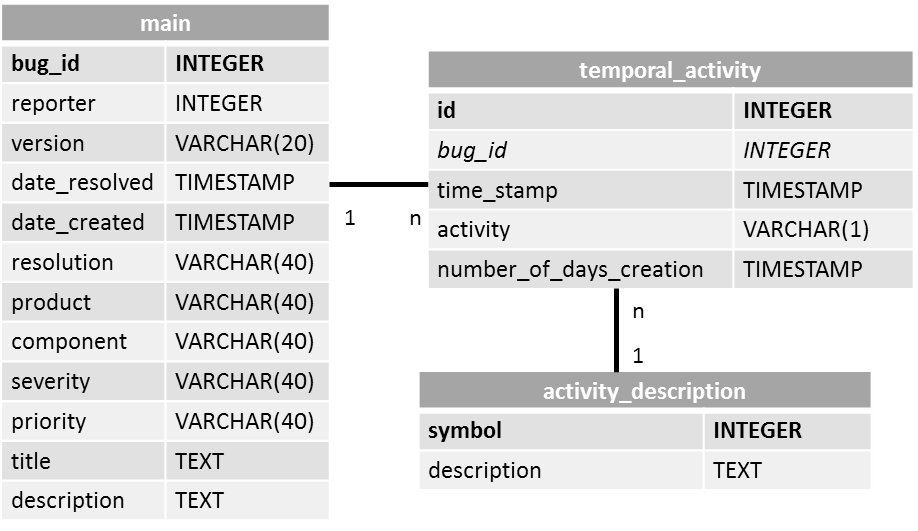 main
bug_id INTEGER
reporter INTEGER
version VARCHAR(20)
date_resolved TIMESTAMP
date_created TIMESTAMP
resolution VARCHAR(40)
product VARCHAR(40)
component VARCHAR(40)
severity VARCHAR(40)
priority VARCHAR(40)
title TEXT
description TEXT
1 n
temporal_activity
id INTEGER
bug_id INTEGER
time_stamp TIMESTAMP
activity VARCHAR(1)
number_of_days_creation TIMESTAMP
n
1
activity_description
symbol INTEGER
description TEXT